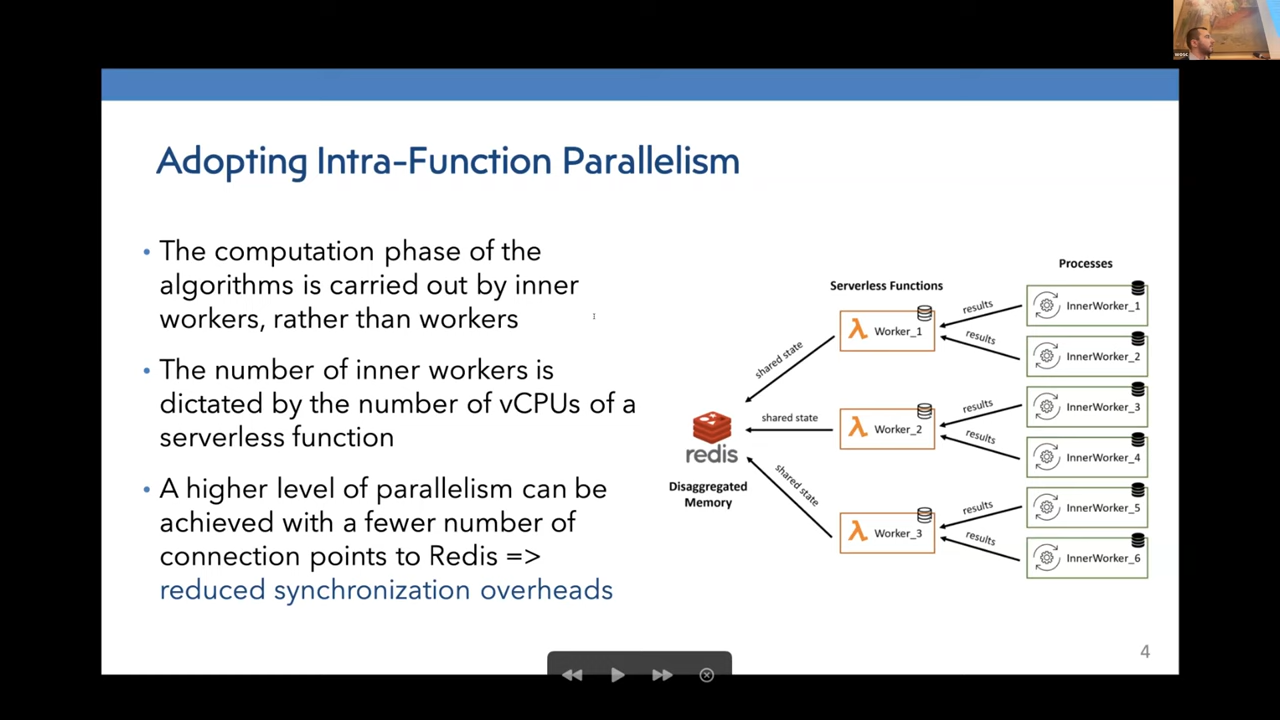 Adopting Intra-Function Parallelism
• The computation phase of the
algorithms is carried out by inner
workers, rather than workers
• The number of inner workers is
dictated by the number of vCPUs of a
serverless function
• A higher level of parallelism can be
achieved with a fewer number of
connection points to Redis =>
reduced synchronization overheads
Processes
Serverless Functions
InnerWorker_1
results
Worker_1
results
InnerWorker_2
shared state
InnerWorker_3
results
shared state
Worker_2
results
InnerWorker_4
redis
Disaggregated
Memory
shared state
InnerWorker_5
results
Worker_3
results
InnerWorker_6
4